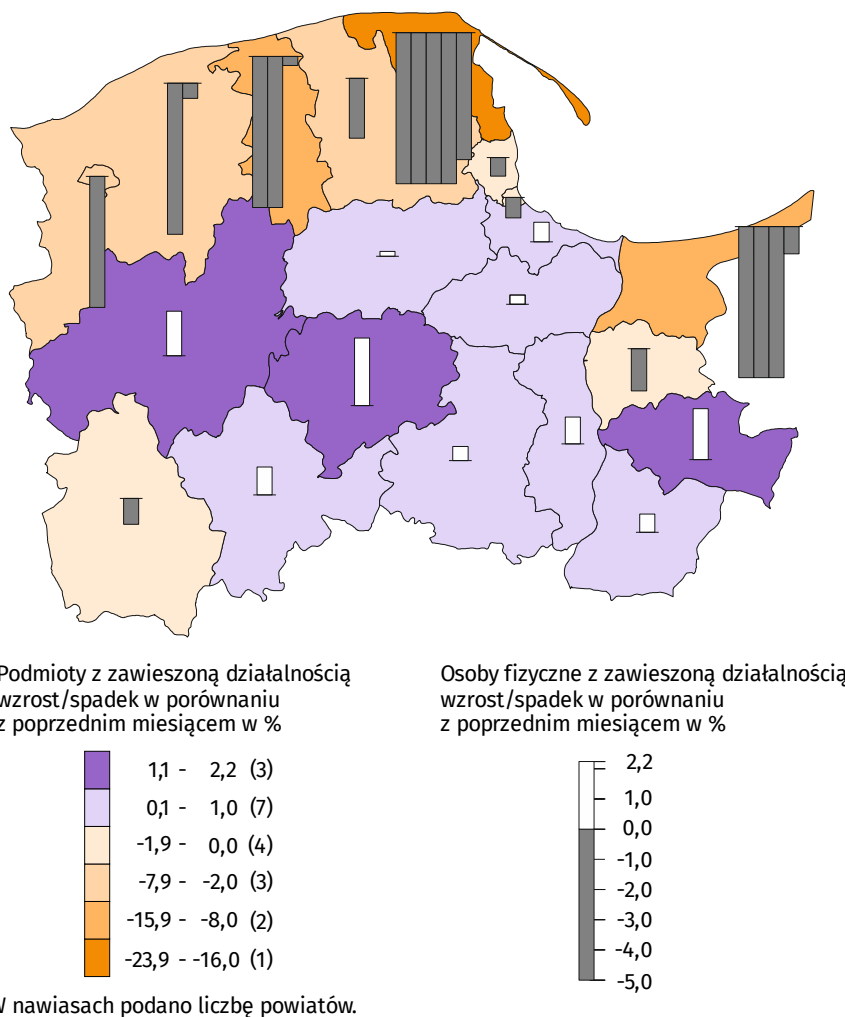 Podmioty z zawieszoną działalnością
wzrost/spadek w porównaniu
z poprzednim miesiącem w %
1,1 - 2,2 (3)
0,1 - 1,0 (7)
-1,9 - 0,0 (4)
-7,9 - -2,0 (3)
-15,9 - -8,0 (2)
-23,9 - -16,0 (1)
Osoby fizyczne z zawieszoną działalnością
wzrost/spadek w porównaniu
z poprzednim miesiącem w %
2,2
1,0
0,0
-1,0
-2,0
-3,0
-4,0
-5,0
W nawiasach podano liczbę powiatów.